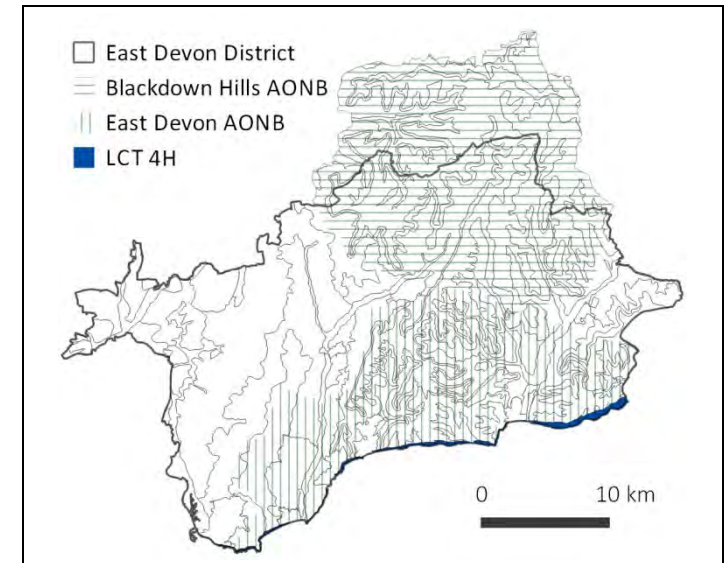 East Devon District
Blackdown Hills AONB
East Devon AONB
LCT 4H
0 10 km